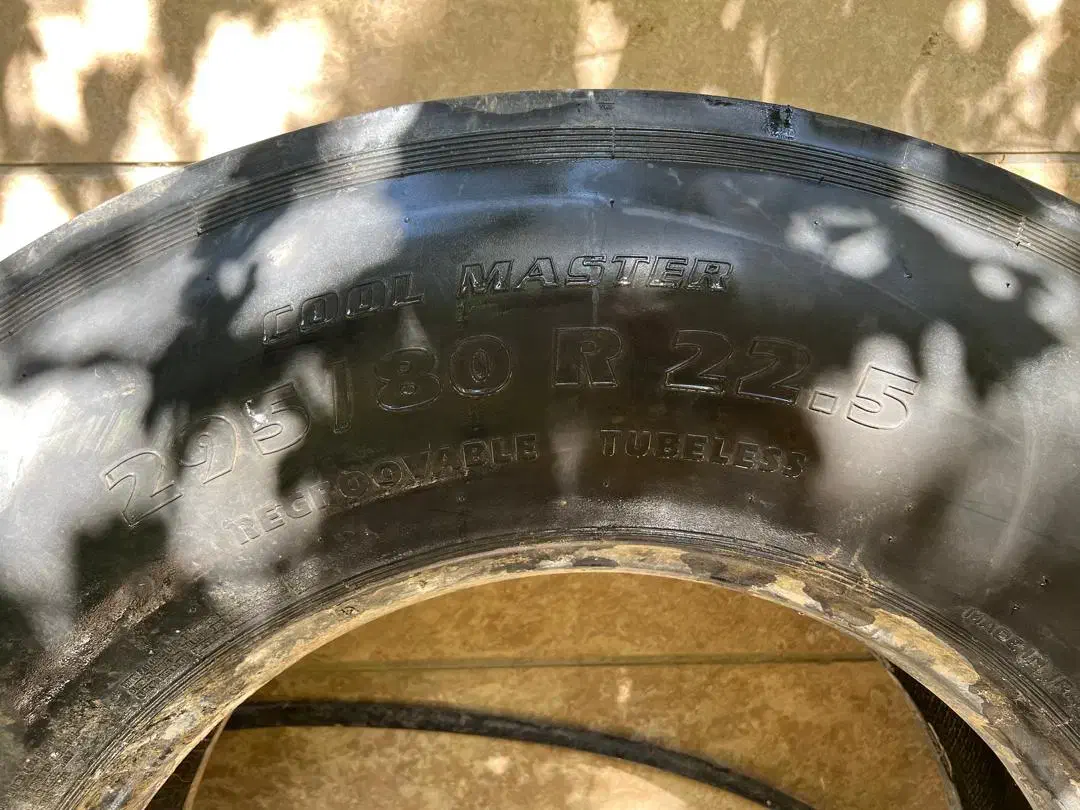 COOL MASTER
295/80 R 22.5
REGROOVABLE TUBELESS